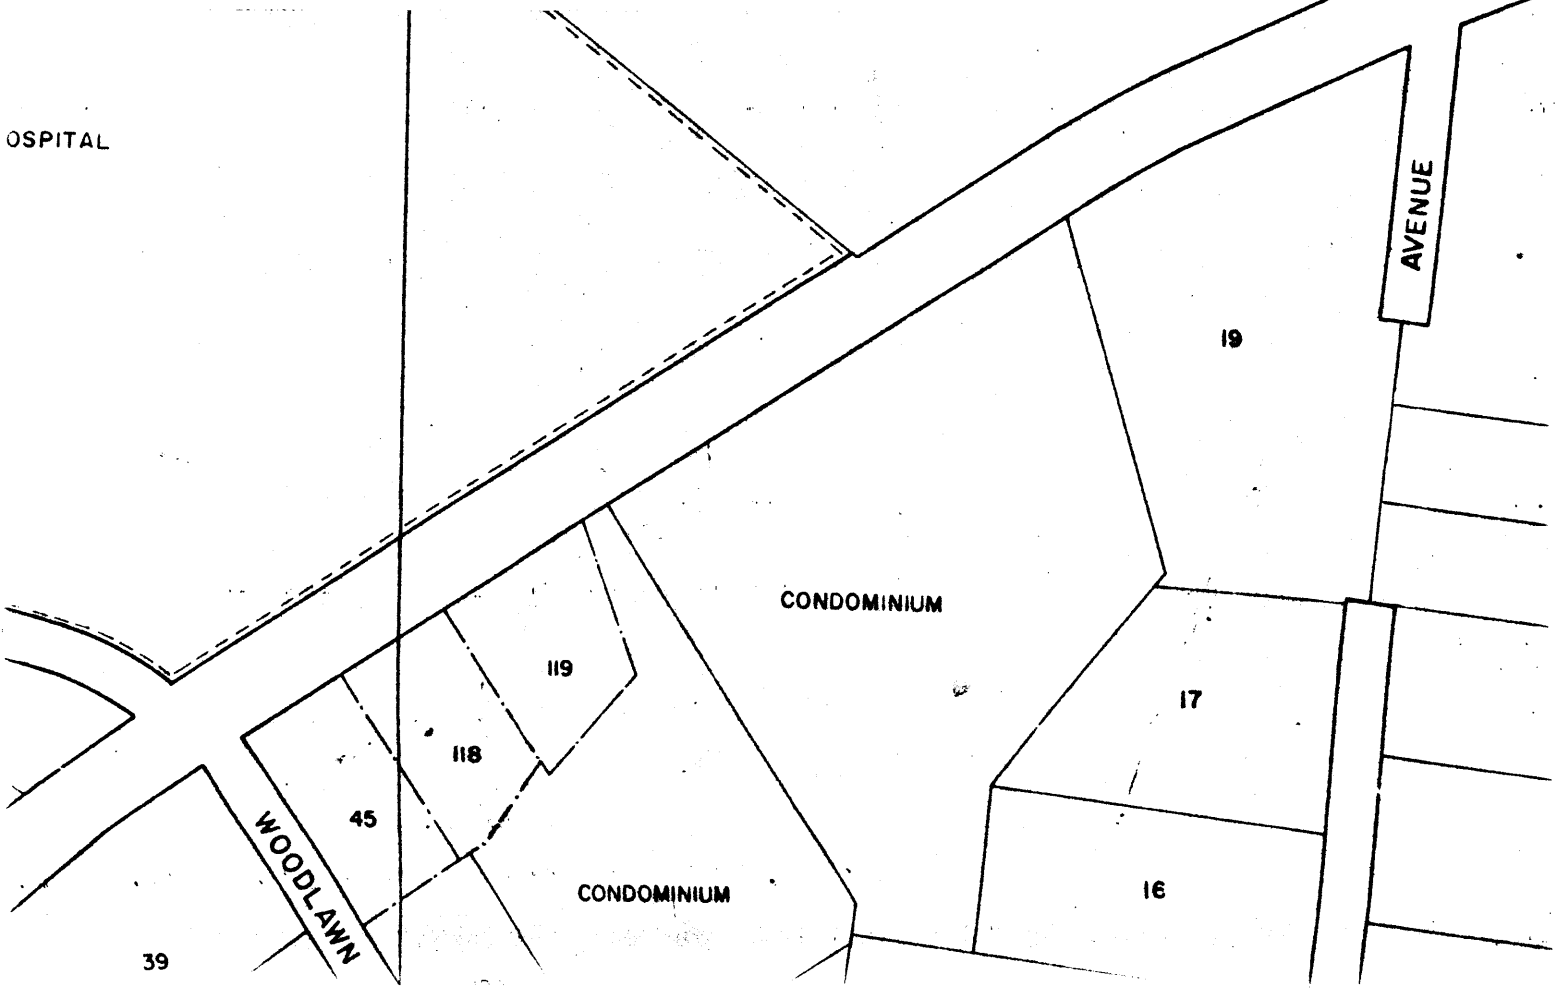 OSPITAL
AVENUE
19
CONDOMINIUM
119
17
118
45
WOODLAWN
CONDOMINIUM
16
39